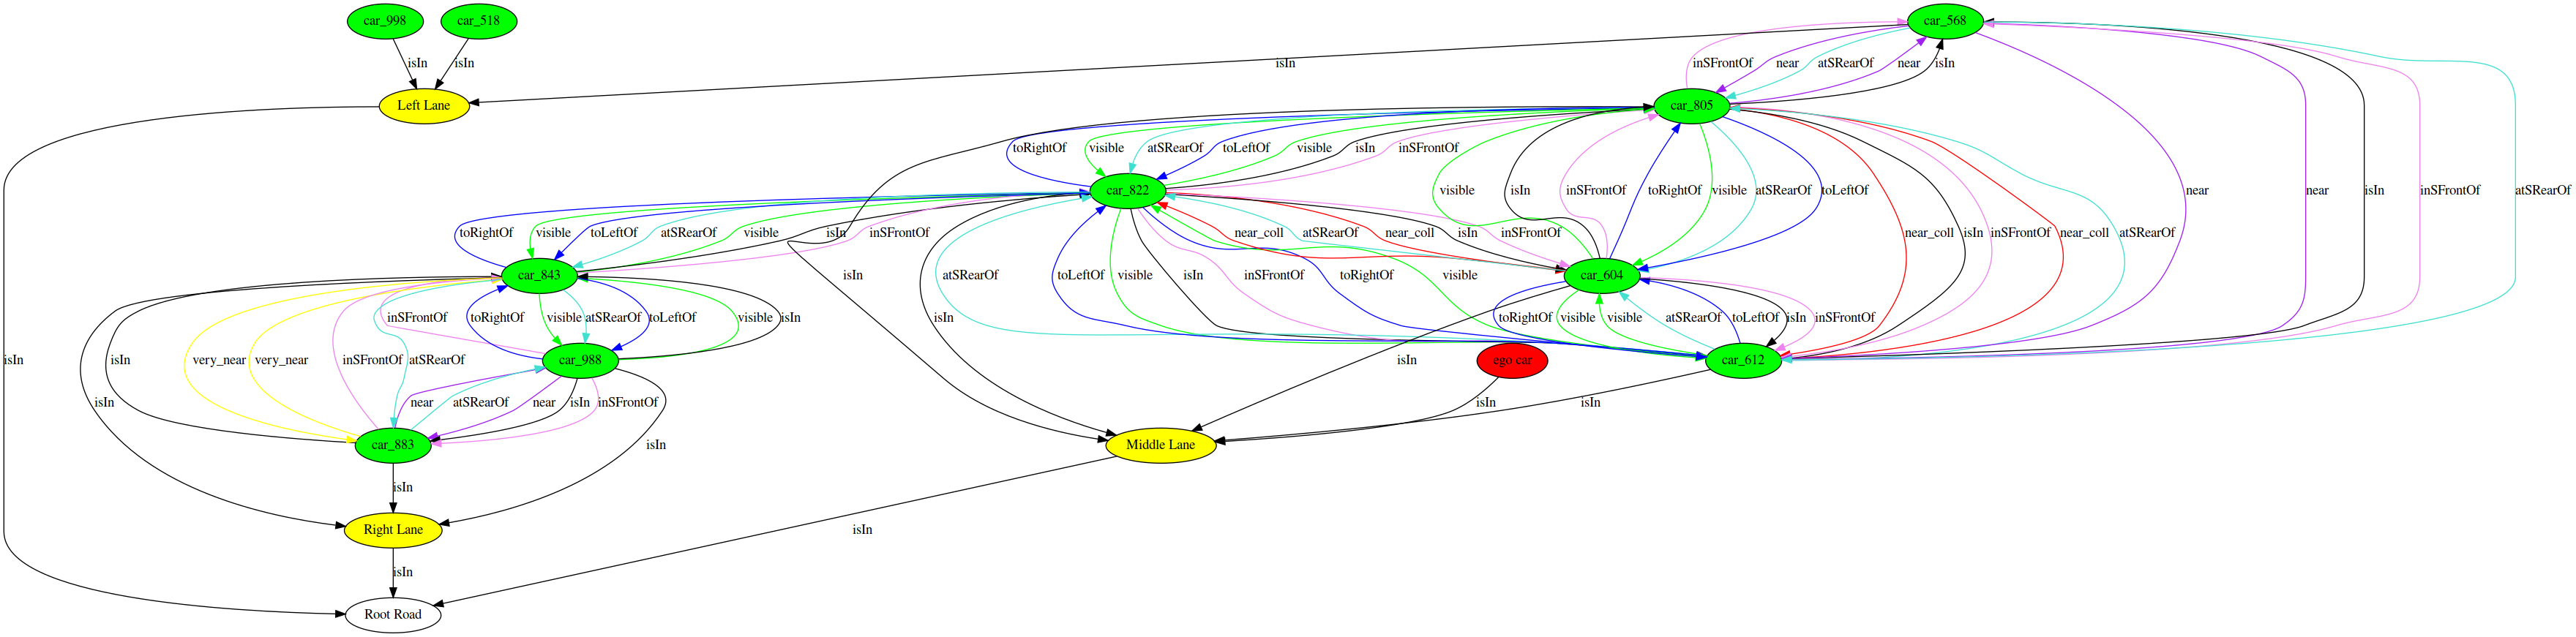 car_998 car_518 car_568
isIn isIn isIn inSFrontOf near atSRearOf near isIn
Left Lane car_805
toRightOf visible atSRearOf toLeftOf visible isIn inSFrontOf
car_822 visible isIn inSFrontOf toRightOf visible atSRearOf toLeftOf near near isIn inSFrontOf atSRearOf
toRightOf visible toLeftOf atSRearOf visible isIn inSFrontOf near_coll atSRearOf near_coll isIn inSFrontOf near_coll isIn inSFrontOf near_coll atSRearOf
car_843 isIn atSRearOf toLeftOf visible isIn inSFrontOf toRightOf visible car_604
inSFrontOf toRightOf visible atSRearOf toLeftOf visible isIn isIn toRightOf visible visible atSRearOf toLeftOf isIn inSFrontOf
isIn isIn very_near very_near inSFrontOf atSRearOf car_988 isIn ego car car_612
isIn near atSRearOf near isIn inSFrontOf isIn isIn
car_883 isIn Middle Lane
isIn
Right Lane isIn
isIn
Root Road